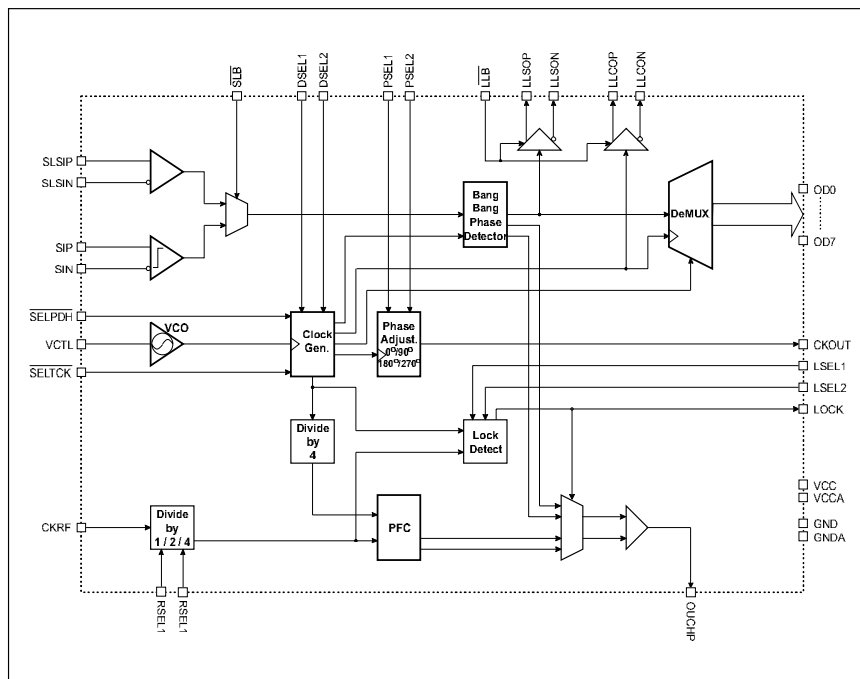 SLB
DSEL1
DSEL2
PSEL1
PSEL2
LLB
LLSOP
LLSON
LLCOP
LLCON
SLSIP
SLSIN
SIP
SIN
SELPDH
VCTL
SELTCK
CKRF
VCO
Clock
Gen.
Phase
Adjust.
0°/90°
180°/270°
Bang
Bang
Phase
Detector
DeMUX
OD0
OD7
CKOUT
LSEL1
LSEL2
LOCK
VCC
VCCA
GND
GNDA
Divide
by
4
Lock
Detect
Divide
by
1 / 2 / 4
PFC
RSEL1
RSEL1
OUCHP